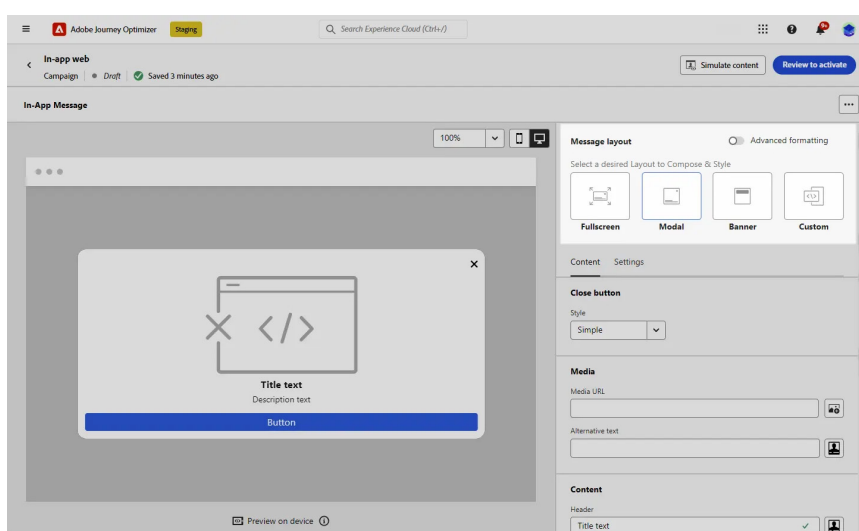 Adobe Journey Optimizer Staging Search Experience Cloud (Ctrl+/) 9+
In-app web
Campaign Draft Saved 3 minutes ago Simulate content Review to activate
In-App Message
100%
Message layout Advanced formatting
Select a desired Layout to Compose & Style
Fullscreen Modal Banner Custom
Content Settings
Close button
Style
Simple
Title text
Description text
Button
Media
Media URL
Alternative text
Content
Header
Title text
Preview on device